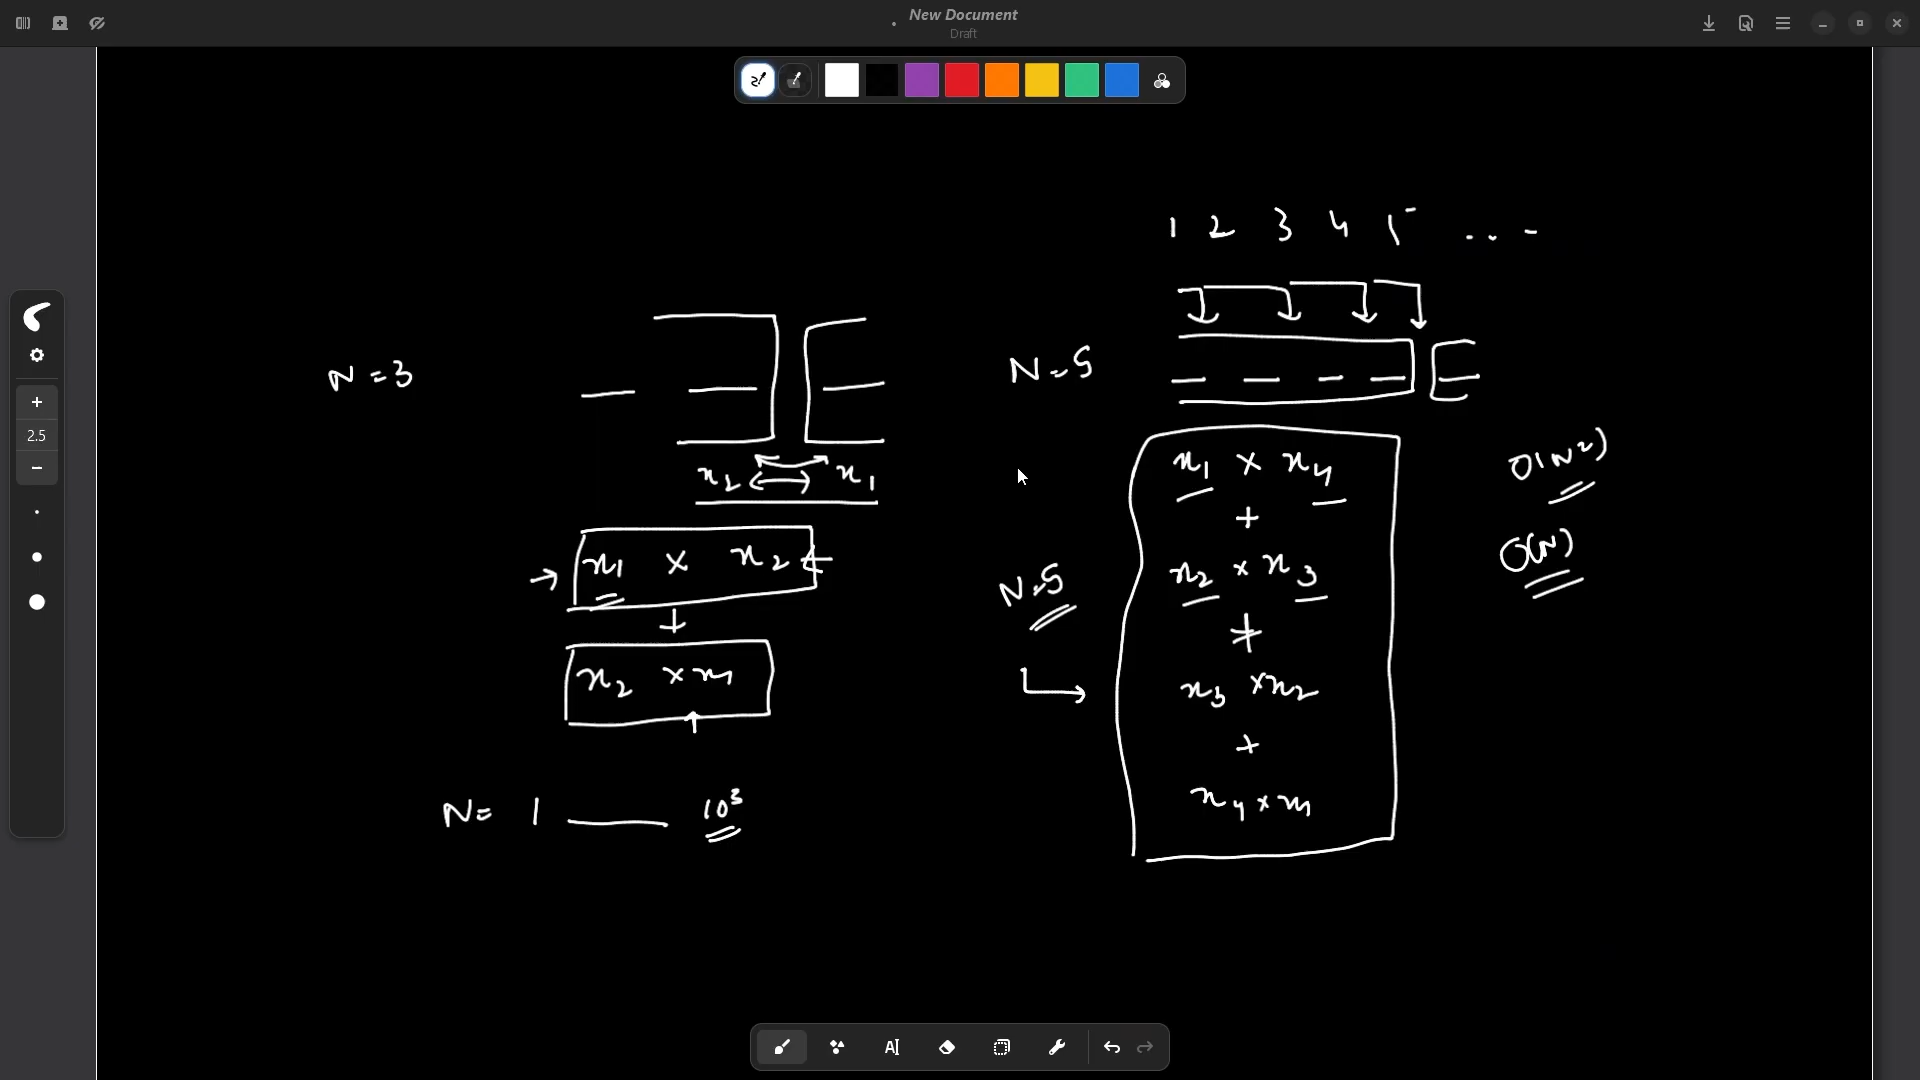 New Document
Draft
1 2 3 4 5 ...
N = 3
N = 5
2.5
x2 x1
x1 × x2
+
x2 × x1
N = 1 — 10³
x1 × x4
+
x2 × x3
+
x3 × x2
+
x4 × x1
N = 5
O(N²)
O(N)
AI